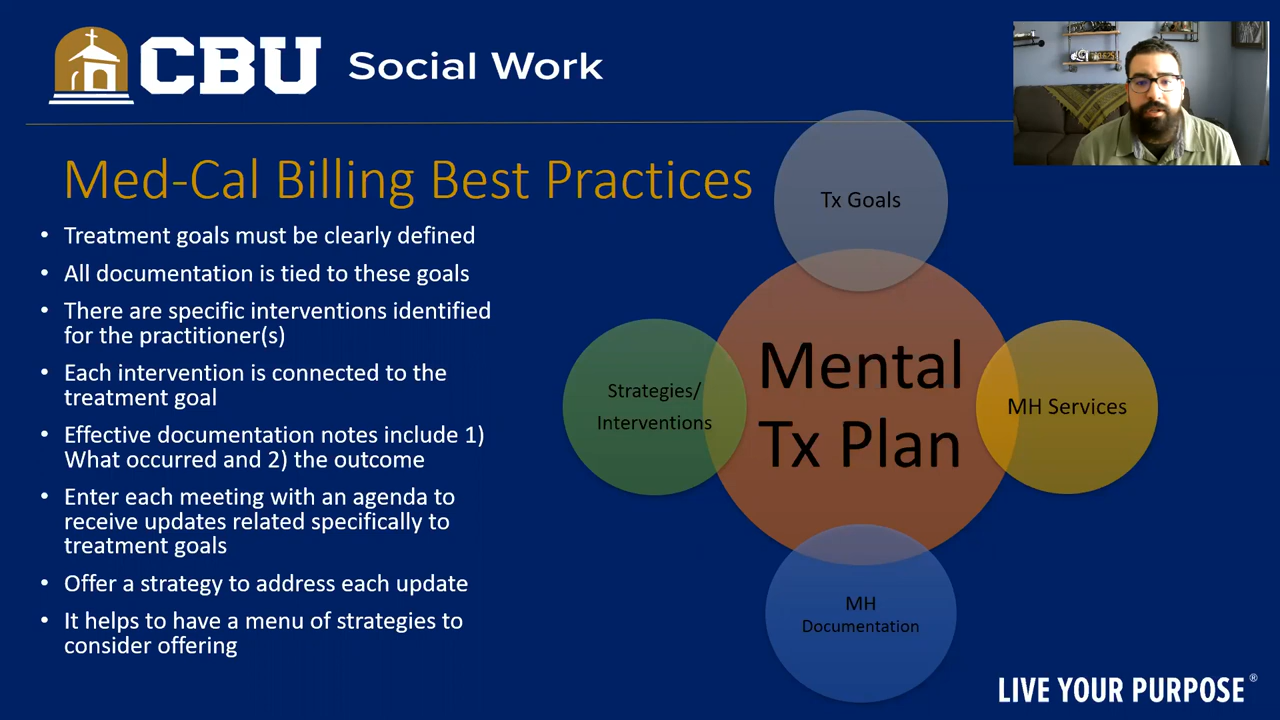 CBU Social Work
Med-Cal Billing Best Practices
• Treatment goals must be clearly defined
• All documentation is tied to these goals
• There are specific interventions identified
for the practitioner(s)
• Each intervention is connected to the
treatment goal
• Effective documentation notes include 1)
What occurred and 2) the outcome
• Enter each meeting with an agenda to
receive updates related specifically to
treatment goals
• Offer a strategy to address each update
• It helps to have a menu of strategies to
consider offering
Tx Goals
Strategies/
Interventions
Mental
Tx Plan
MH Services
MH
Documentation
LIVE YOUR PURPOSE®